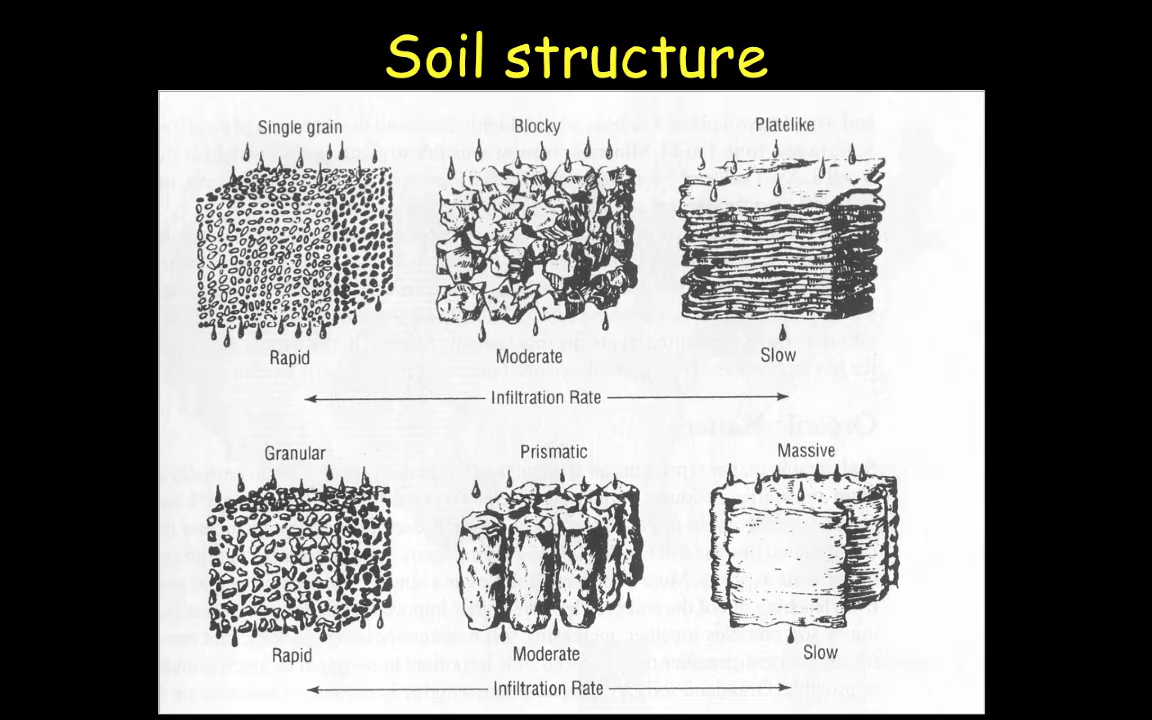 Soil structure
Single grain
Blocky
Platelike
Rapid
Moderate
Slow
Infiltration Rate
Granular
Prismatic
Massive
Rapid
Moderate
Slow
Infiltration Rate